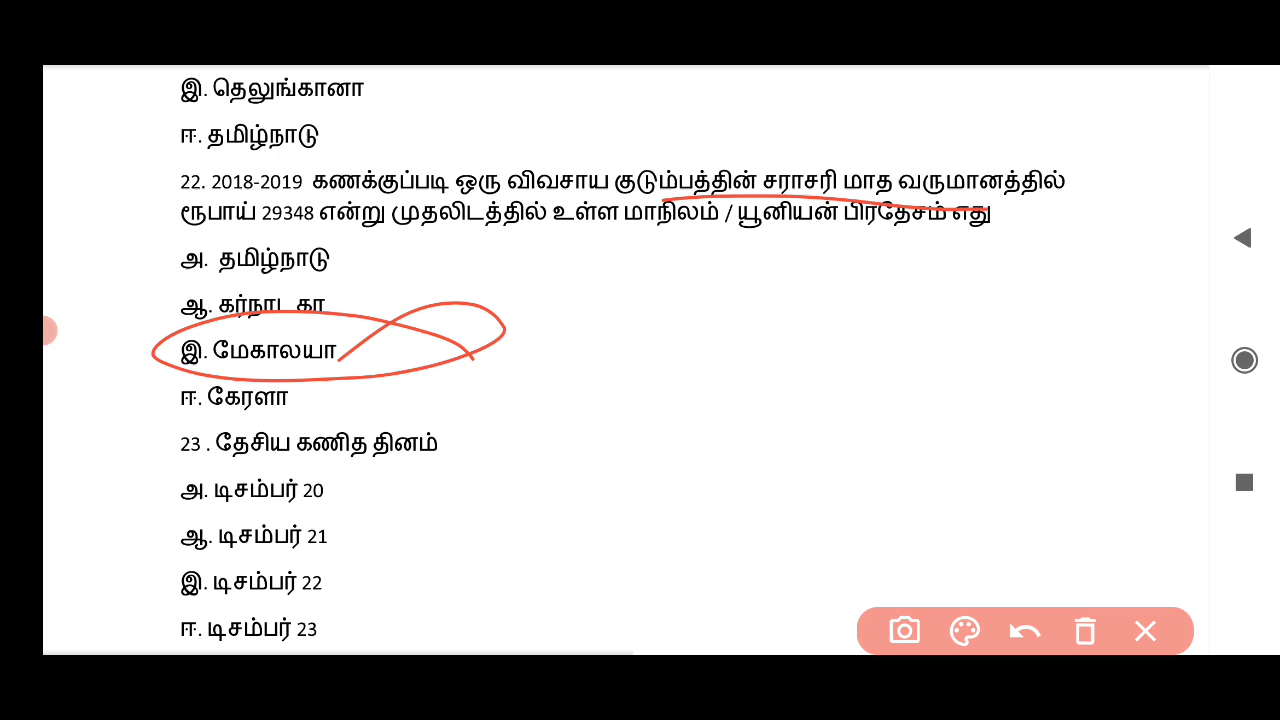 இ. தெலுங்கானா
ஈ. தமிழ்நாடு
22. 2018-2019 கணக்குப்படி ஒரு விவசாய குடும்பத்தின் சராசரி மாத வருமானத்தில்
ரூபாய் 29348 என்று முதலிடத்தில் உள்ள மாநிலம் / யூனியன் பிரதேசம் எது
அ. தமிழ்நாடு
ஆ. கர்நாடகா
இ. மேகாலயா
ஈ. கேரளா
23 . தேசிய கணித தினம்
அ. டிசம்பர் 20
ஆ. டிசம்பர் 21
இ. டிசம்பர் 22
ஈ. டிசம்பர் 23